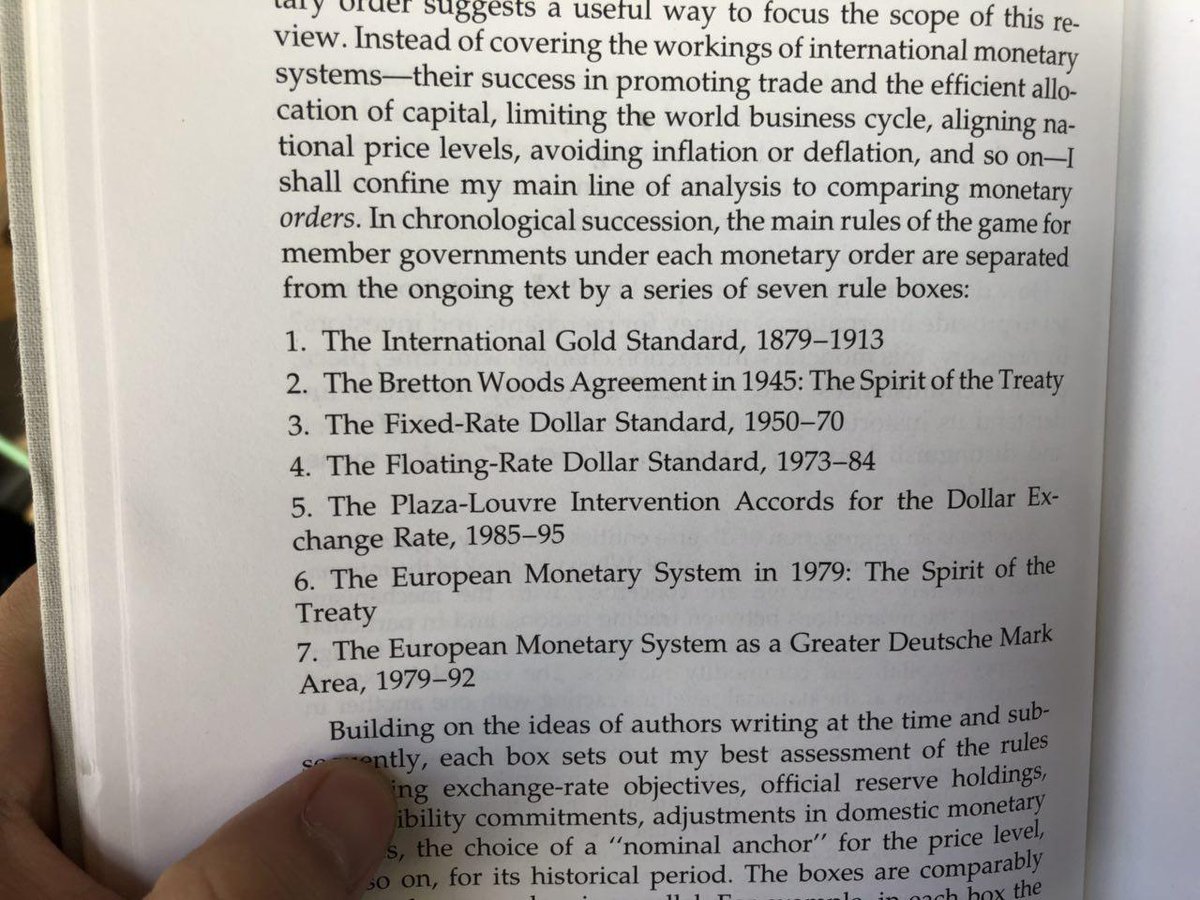 tary order suggests a useful way to focus the scope of this re-
view. Instead of covering the workings of international monetary
systems—their success in promoting trade and the efficient allo-
cation of capital, limiting the world business cycle, aligning na-
tional price levels, avoiding inflation or deflation, and so on—I
shall confine my main line of analysis to comparing monetary
orders. In chronological succession, the main rules of the game for
member governments under each monetary order are separated
from the ongoing text by a series of seven rule boxes:
1. The International Gold Standard, 1879–1913
2. The Bretton Woods Agreement in 1945: The Spirit of the Treaty
3. The Fixed-Rate Dollar Standard, 1950–70
4. The Floating-Rate Dollar Standard, 1973–84
5. The Plaza-Louvre Intervention Accords for the Dollar Ex-
change Rate, 1985–95
6. The European Monetary System in 1979: The Spirit of the
Treaty
7. The European Monetary System as a Greater Deutsche Mark
Area, 1979–92
Building on the ideas of authors writing at the time and sub-
ently, each box sets out my best assessment of the rules
ing exchange-rate objectives, official reserve holdings,
ibility commitments, adjustments in domestic monetary
s, the choice of a "nominal anchor" for the price level,
so on, for its historical period. The boxes are comparably
in each box the